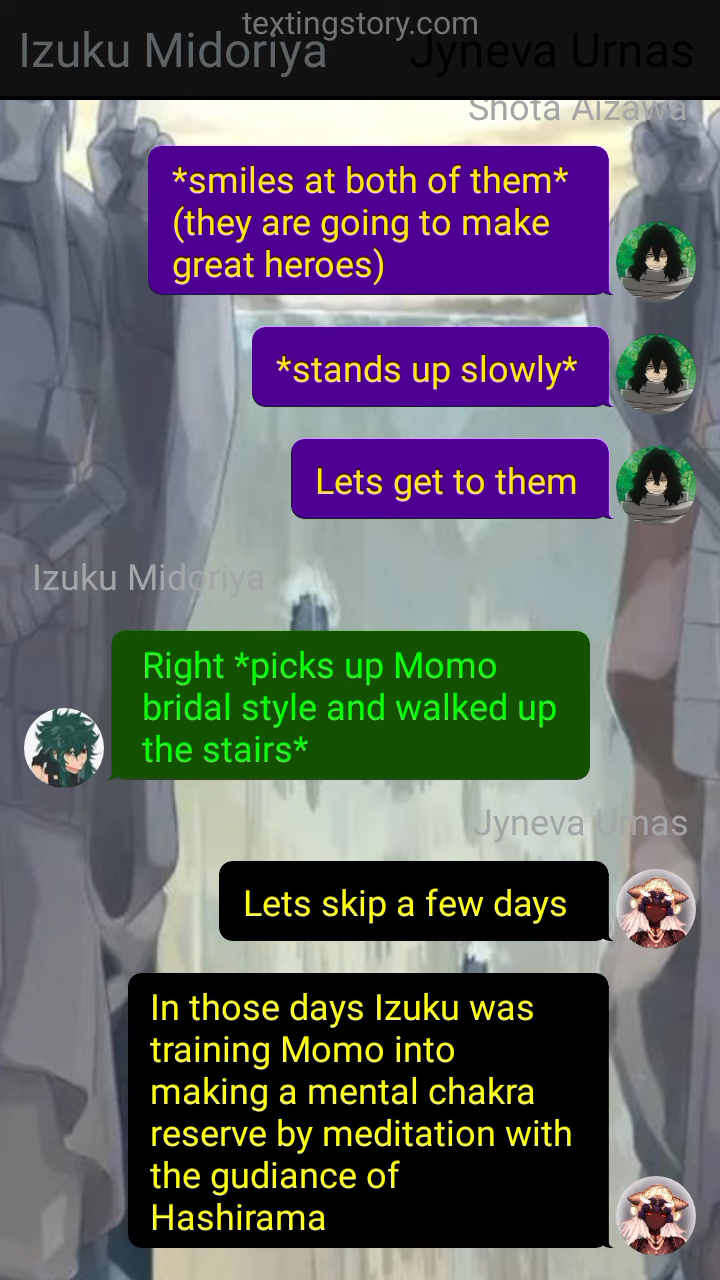 textingstory.com
Izuku Midoriya Jyneva Urnas
Shota Aizawa
*smiles at both of them*
(they are going to make
great heroes)
*stands up slowly*
Lets get to them
Izuku Midoriya
Right *picks up Momo
bridal style and walked up
the stairs*
Jyneva Urnas
Lets skip a few days
In those days Izuku was
training Momo into
making a mental chakra
reserve by meditation with
the gudiance of
Hashirama